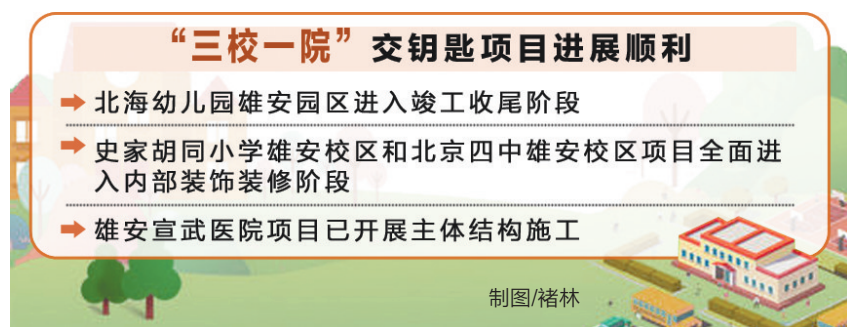 “三校一院”交钥匙项目进展顺利
北海幼儿园雄安园区进入竣工收尾阶段
史家胡同小学雄安校区和北京四中雄安校区项目全面进
入内部装饰装修阶段
雄安宣武医院项目已开展主体结构施工
制图/褚林